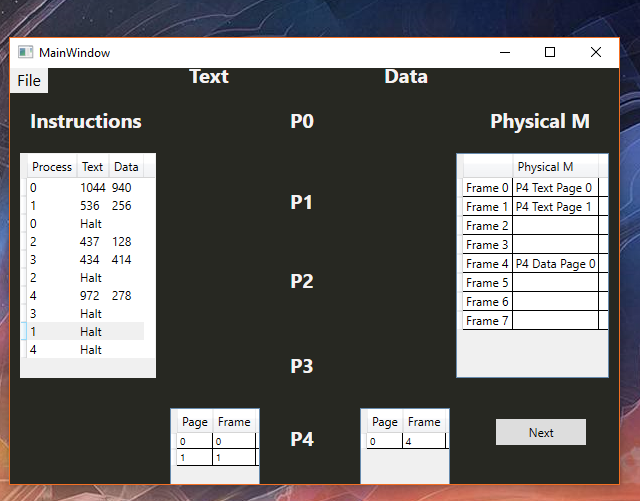 MainWindow
File
Text Data
Instructions P0 Physical M
Process Text Data
0 1044 940
1 536 256
0 Halt
2 437 128
3 434 414
2 Halt
4 972 278
3 Halt
1 Halt
4 Halt
P1
P2
P3
Physical M
Frame 0 P4 Text Page 0
Frame 1 P4 Text Page 1
Frame 2
Frame 3
Frame 4 P4 Data Page 0
Frame 5
Frame 6
Frame 7
Page Frame
0 0
1 1
P4
Page Frame
0 4
Next